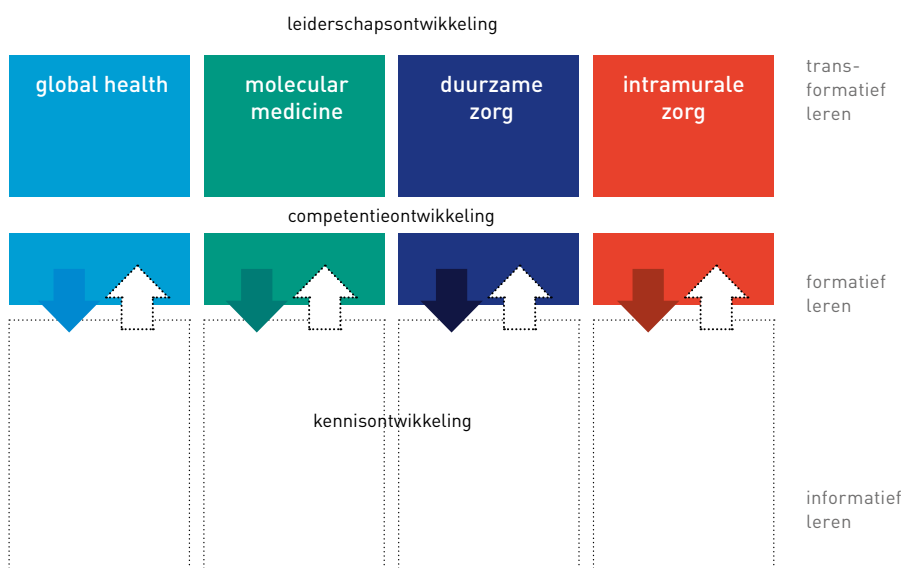 leiderschapsontwikkeling
global health
molecular
medicine
duurzame
zorg
intramurale
zorg
trans-
formatief
leren
competentieontwikkeling
formatief
leren
kennisontwikkeling
informatief
leren